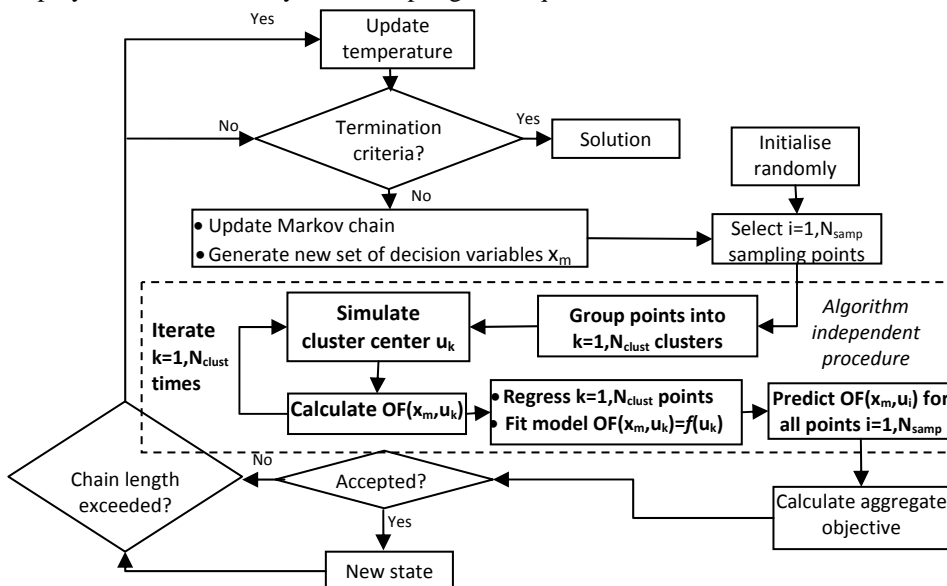 Yes
Update
temperature
No
Termination
criteria?
Yes
Solution
Initialise
randomly
No
• Update Markov chain
• Generate new set of decision variables xm
Select i=1,Nsamp
sampling points
Iterate
k=1,Nclust
times
Simulate
cluster center uk
Group points into
k=1,Nclust clusters
Algorithm
independent
procedure
Calculate OF(xm,uk)
• Regress k=1,Nclust points
• Fit model OF(xm,uk)=f(uk)
Predict OF(xm,ui) for
all points i=1,Nsamp
Chain length
exceeded?
No
Accepted?
Calculate aggregate
objective
Yes
New state